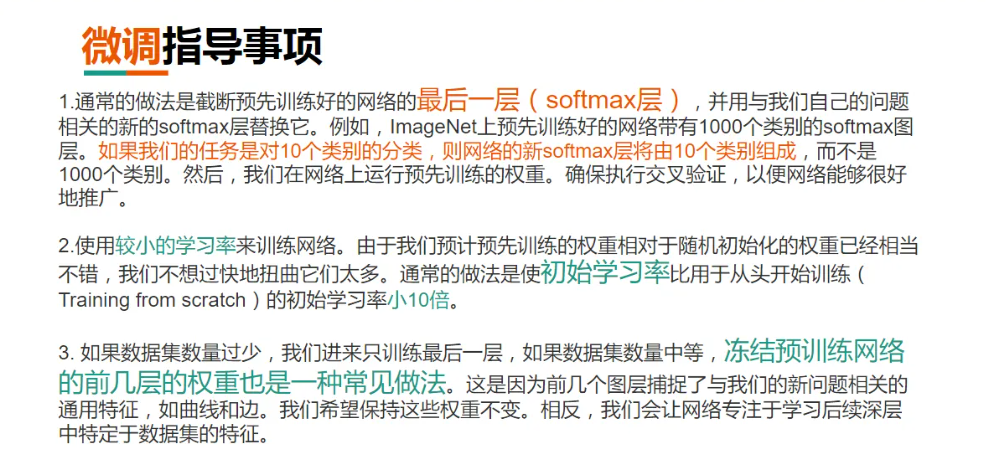 微调指导事项
1.通常的做法是截断预先训练好的网络的最后一层（softmax层），并用与我们自己的问题
相关的新的softmax层替换它。例如，ImageNet上预先训练好的网络带有1000个类别的softmax图
层。如果我们的任务是对10个类别的分类，则网络的新softmax层将由10个类别组成，而不是
1000个类别。然后，我们在网络上运行预先训练的权重。确保执行交叉验证，以便网络能够很好
地推广。
2.使用较小的学习率来训练网络。由于我们预计预先训练的权重相对于随机初始化的权重已经相当
不错，我们不想过快地扭曲它们太多。通常的做法是使初始学习率比用于从头开始训练（
Training from scratch）的初始学习率小10倍。
3. 如果数据集数量过少，我们进来只训练最后一层，如果数据集数量中等，冻结预训练网络
的前几层的权重也是一种常见做法。这是因为前几个图层捕捉了与我们的新问题相关的
通用特征，如曲线和边。我们希望保持这些权重不变。相反，我们会让网络专注于学习后续深层
中特定于数据集的特征。